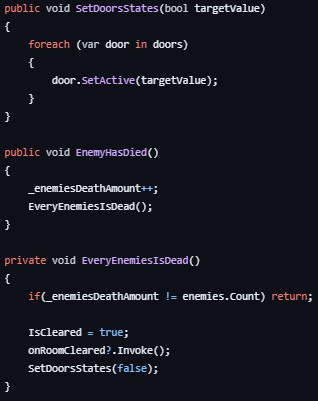 public void SetDoorsStates(bool targetValue)
{
    foreach (var door in doors)
    {
        door.SetActive(targetValue);
    }
}

public void EnemyHasDied()
{
    _enemiesDeathAmount++;
    EveryEnemiesIsDead();
}

private void EveryEnemiesIsDead()
{
    if(_enemiesDeathAmount != enemies.Count) return;

    IsCleared = true;
    onRoomCleared?.Invoke();
    SetDoorsStates(false);
}